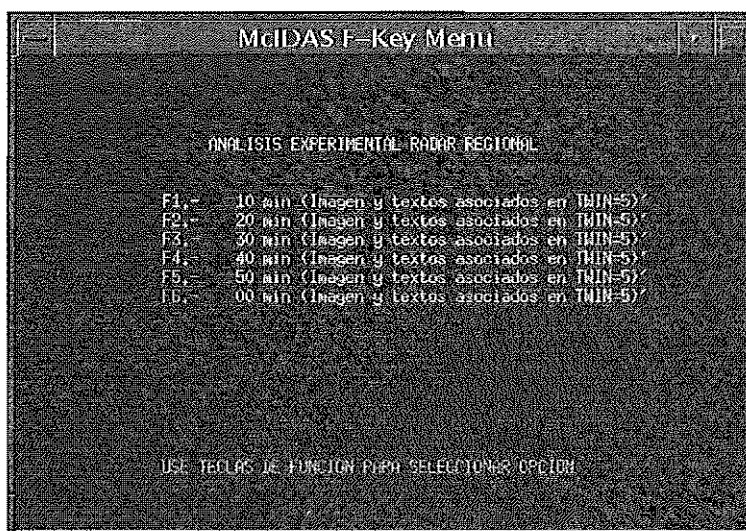 McIDAS F-Key Menu
ANALISIS EXPERIMENTAL RADAR REGIONAL
F1.- 10 min (Imagen y textos asociados en TWIN=5)'
F2.- 20 min (Imagen y textos asociados en TWIN=5)'
F3.- 30 min (Imagen y textos asociados en TWIN=5)'
F4.- 40 min (Imagen y textos asociados en TWIN=5)'
F5.- 50 min (Imagen y textos asociados en TWIN=5)'
F6.- 00 min (Imagen y textos asociados en TWIN=5)'
USE TECLAS DE FUNCION PARA SELECCIONAR OPCION